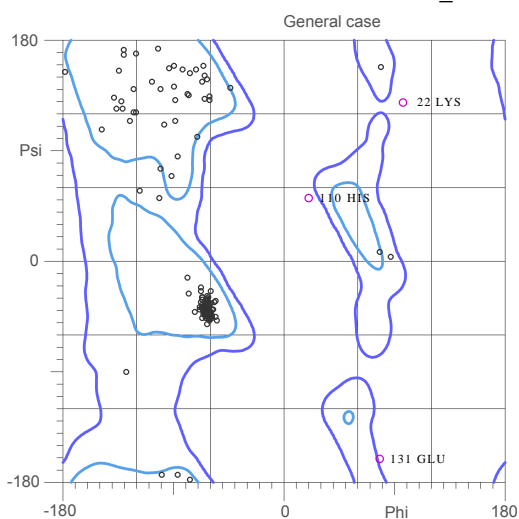 General case
180
22 LYS
Psi
110 HIS
0
131 GLU
-180
-180 0 Phi 180